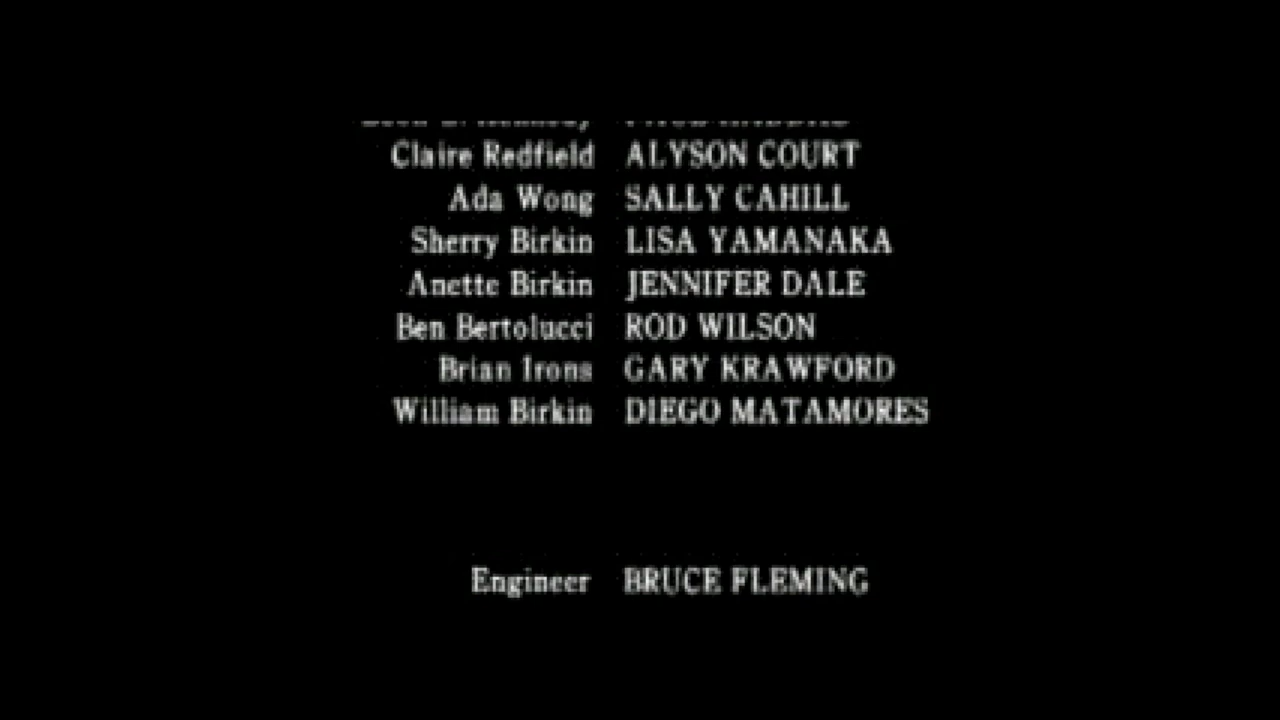 Claire Redfield ALYSON COURT
Ada Wong SALLY CAHILL
Sherry Birkin LISA YAMANAKA
Anette Birkin JENNIFER DALE
Ben Bertolucci ROD WILSON
Brian Irons GARY KRAWFORD
William Birkin DIEGO MATAMORES
Engineer BRUCE FLEMING